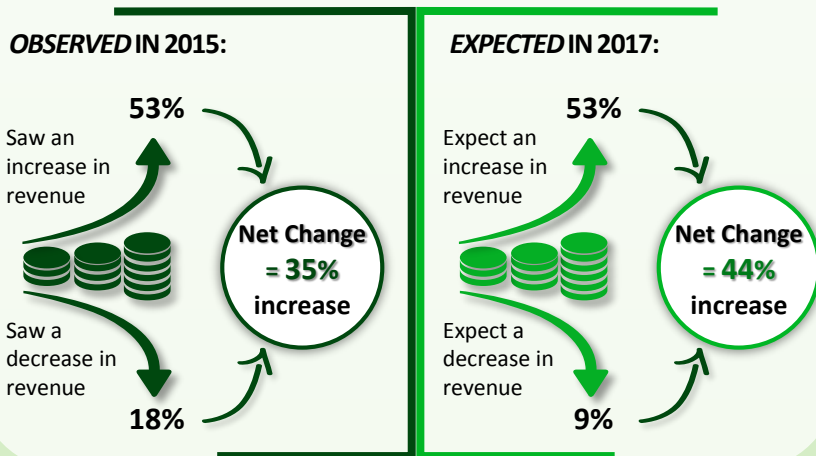 OBSERVED IN 2015:
53%
Saw an
increase in
revenue
Net Change
= 35%
increase
Saw a
decrease in
revenue
18%
EXPECTED IN 2017:
53%
Expect an
increase in
revenue
Net Change
= 44%
increase
Expect a
decrease in
revenue
9%